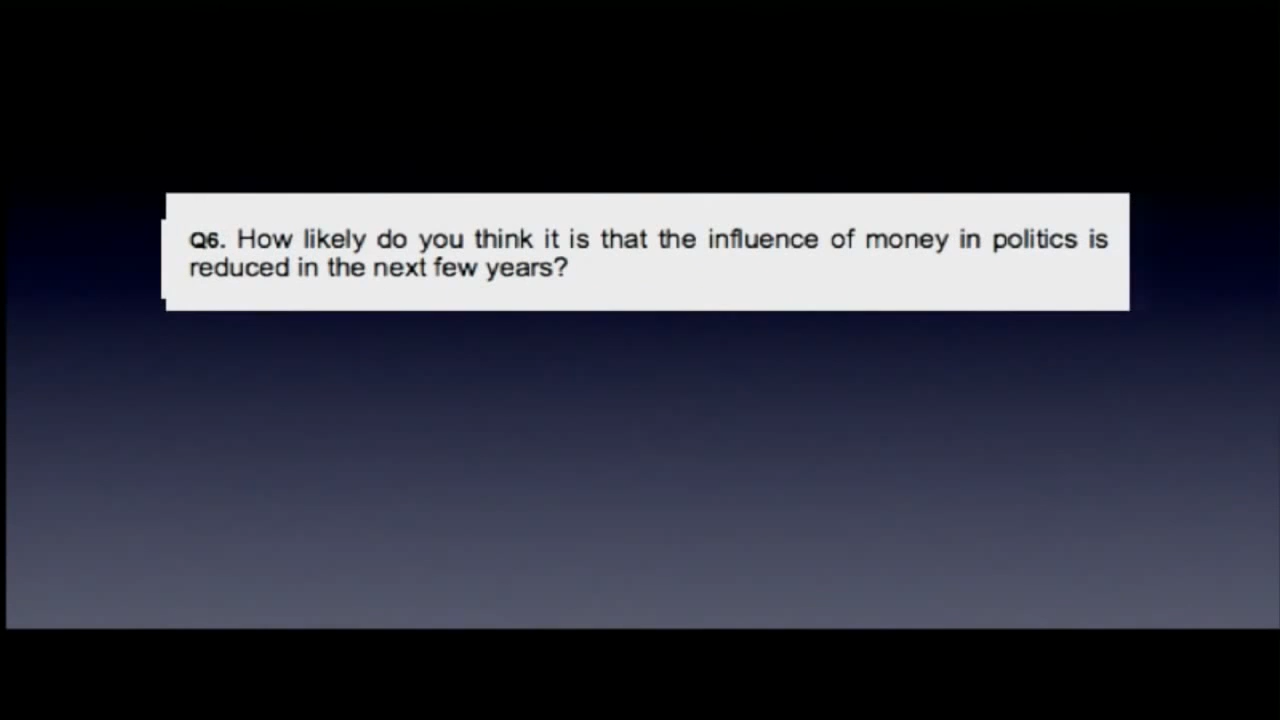 Q6. How likely do you think it is that the influence of money in politics is
reduced in the next few years?